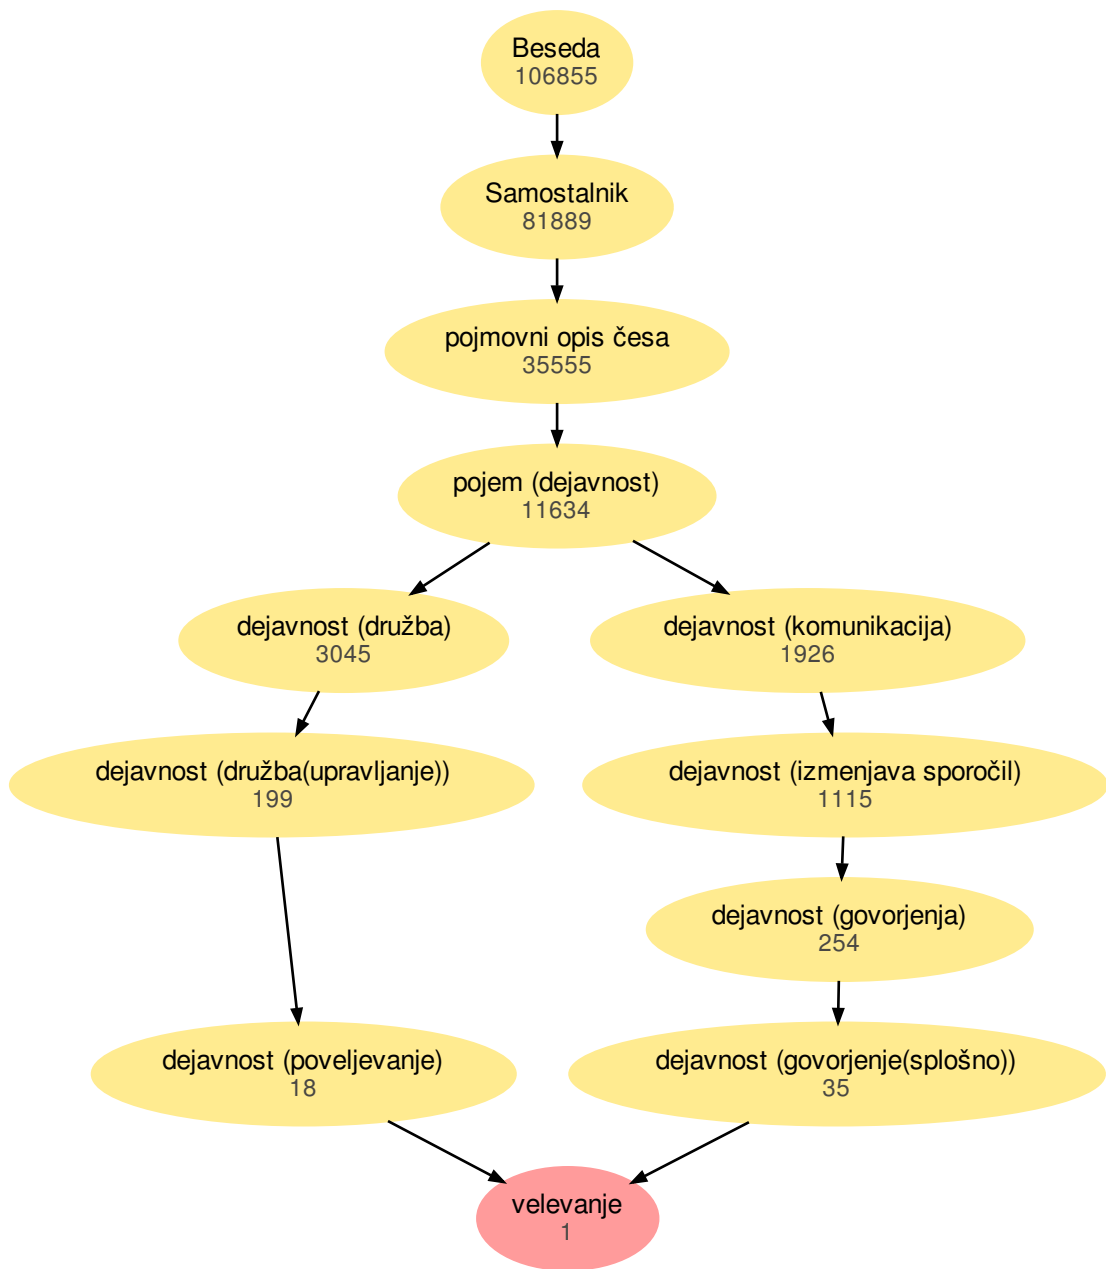 Beseda
106855
Samostalnik
81889
pojmovni opis česa
35555
pojem (dejavnost)
11634
dejavnost (družba)
3045
dejavnost (komunikacija)
1926
dejavnost (družba(upravljanje))
199
dejavnost (izmenjava sporočil)
1115
dejavnost (govorjenja)
254
dejavnost (poveljevanje)
18
dejavnost (govorjenje(splošno))
35
velevanje
1